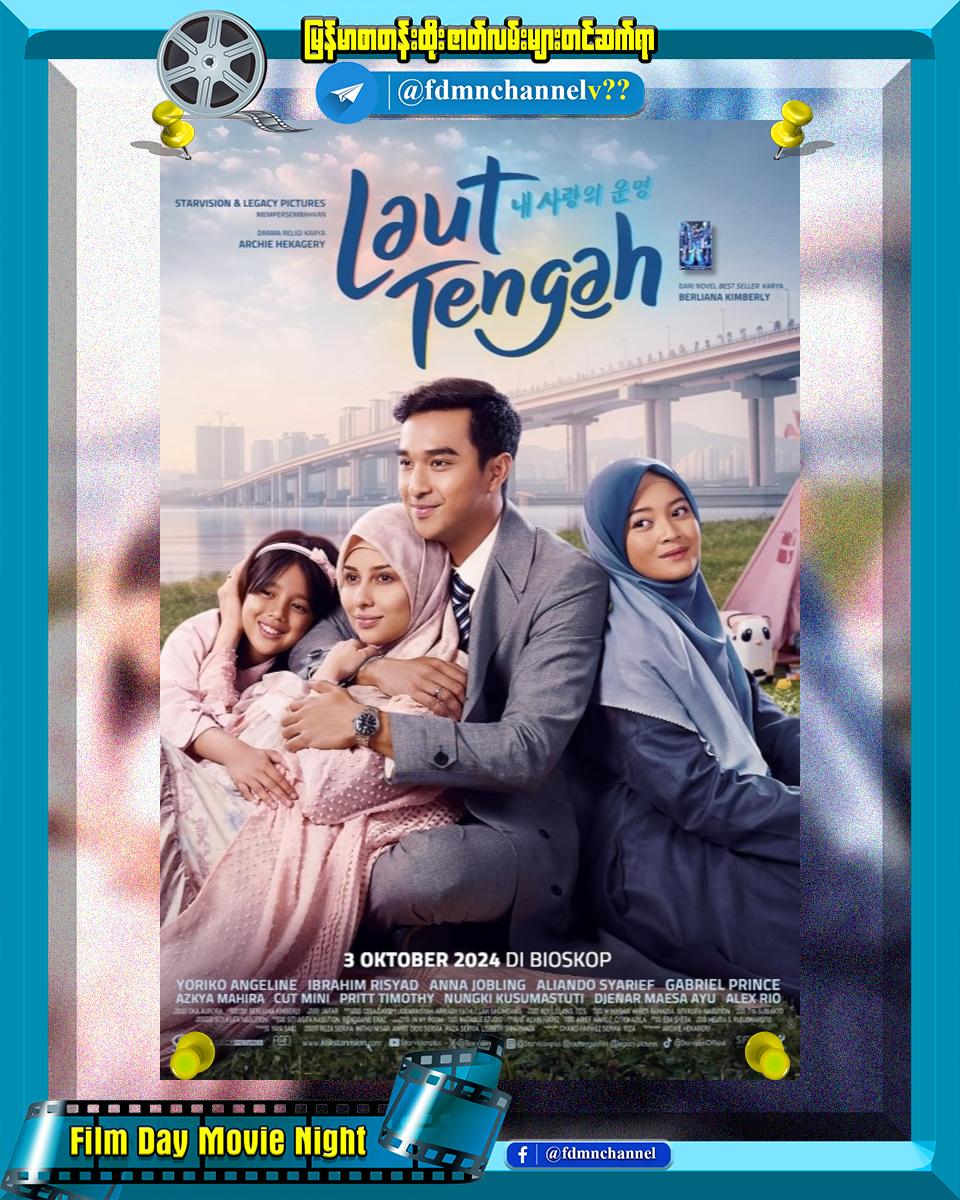 မြန်မာစာတန်းထိုးဇာတ်လမ်းများတင်ဆက်ရာ
@fdmnchannelv??
STARVISION & LEGACY PICTURES
MEMPERSEMBAHKAN
DRAMA RELIGI KARYA
ARCHIE HEKAGERY
Laut
내 사랑의 운명
Tengah
DARI NOVEL BEST SELLER KARYA
BERLIANA KIMBERLY
3 OKTOBER 2024 DI BIOSKOP
YORIKO ANGELINE IBRAHIM RISYAD ANNA JOBLING ALIANDO SYARIEF GABRIEL PRINCE
AZKYA MAHIRA CUT MINI PRITT TIMOTHY NUNGKI KUSUMASTUTI DJENAR MAESA AYU ALEX RIO
www.klikstarvision.com
Film Day Movie Night
@fdmnchannel